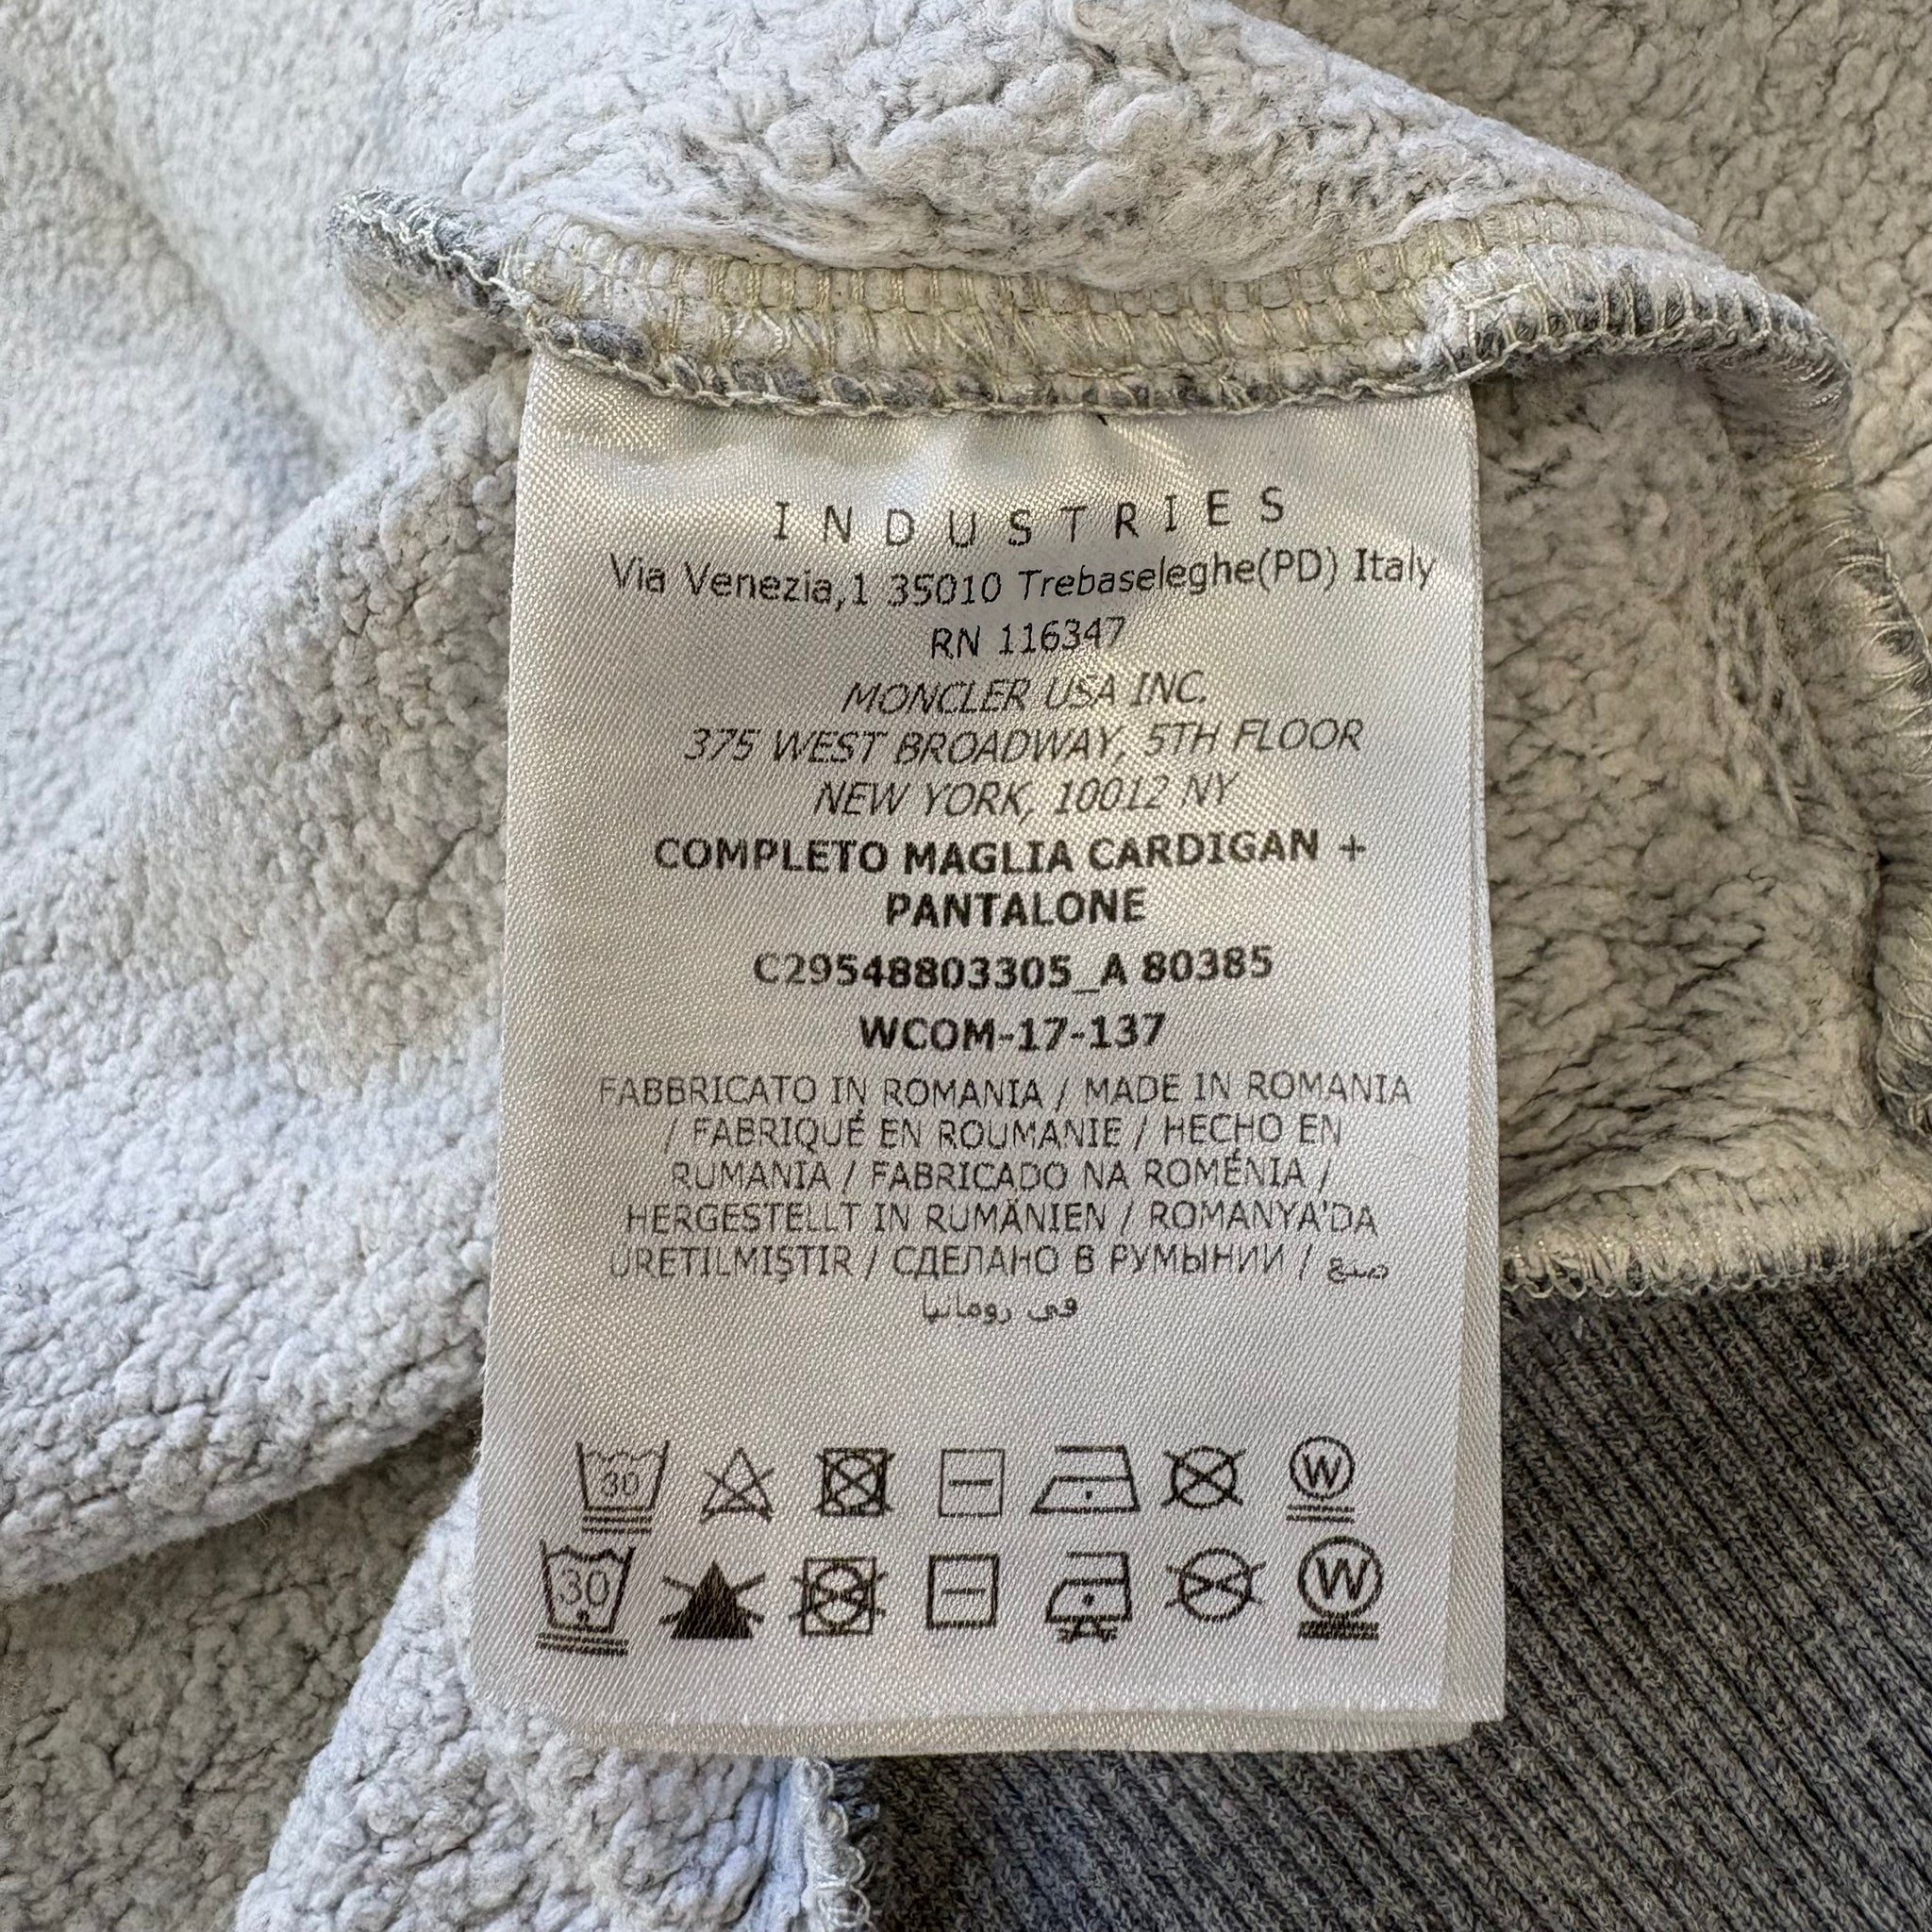 INDUSTRIES
Via Venezia,1 35010 Trebaseleghe(PD) Italy
RN 116347
MONCLER USA INC.
375 WEST BROADWAY, 5TH FLOOR
NEW YORK, 10012 NY
COMPLETO MAGLIA CARDIGAN +
PANTALONE
C29548803305_A 80385
WCOM-17-137
FABBRICATO IN ROMANIA / MADE IN ROMANIA
/ FABRIQUÉ EN ROUMANIE / HECHO EN
RUMANIA / FABRICADO NA ROMÉNIA /
HERGESTELLT IN RUMÄNIEN / ROMANYA'DA
ÜRETILMIŞTIR / СДЕЛАНО В РУМЫНИИ / صنع
في رومانيا
30 W
30 W